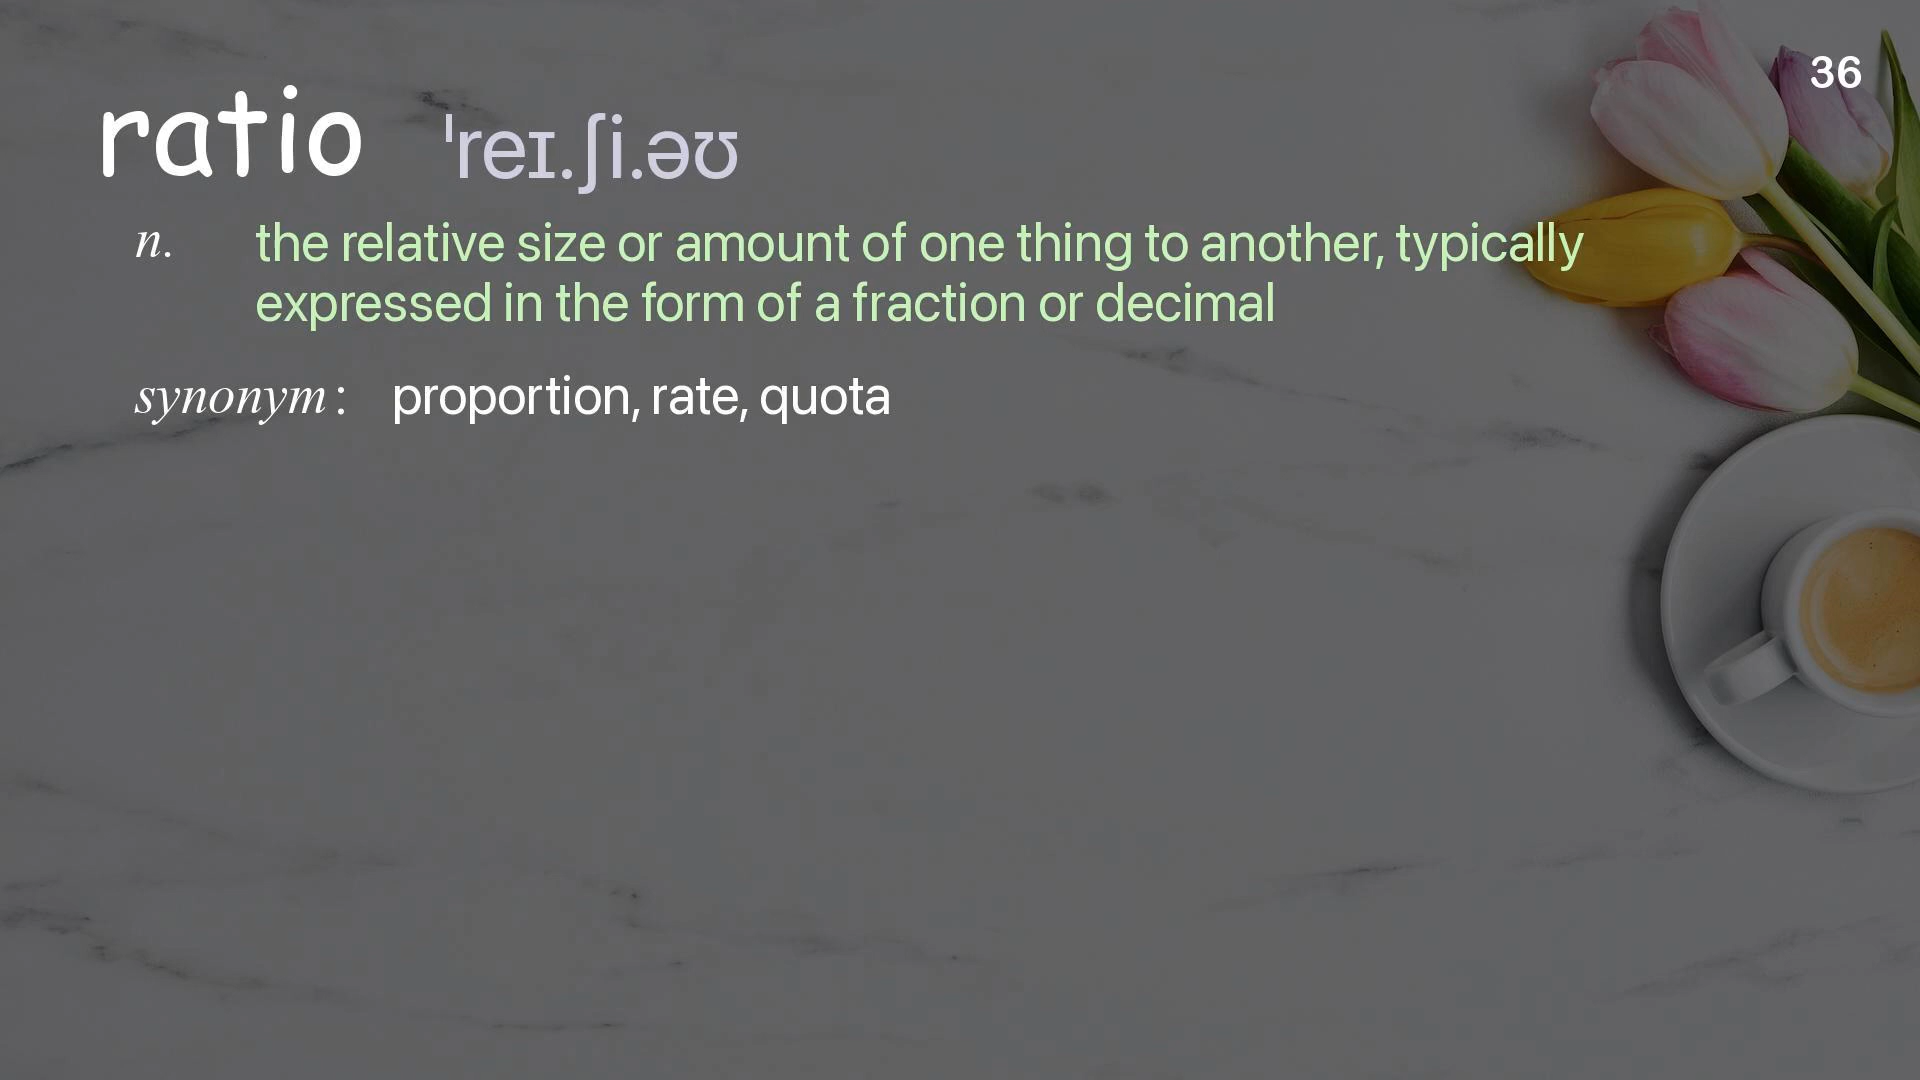 36
ratio ˈreɪ.ʃi.əʊ
n. the relative size or amount of one thing to another, typically
expressed in the form of a fraction or decimal
synonym: proportion, rate, quota